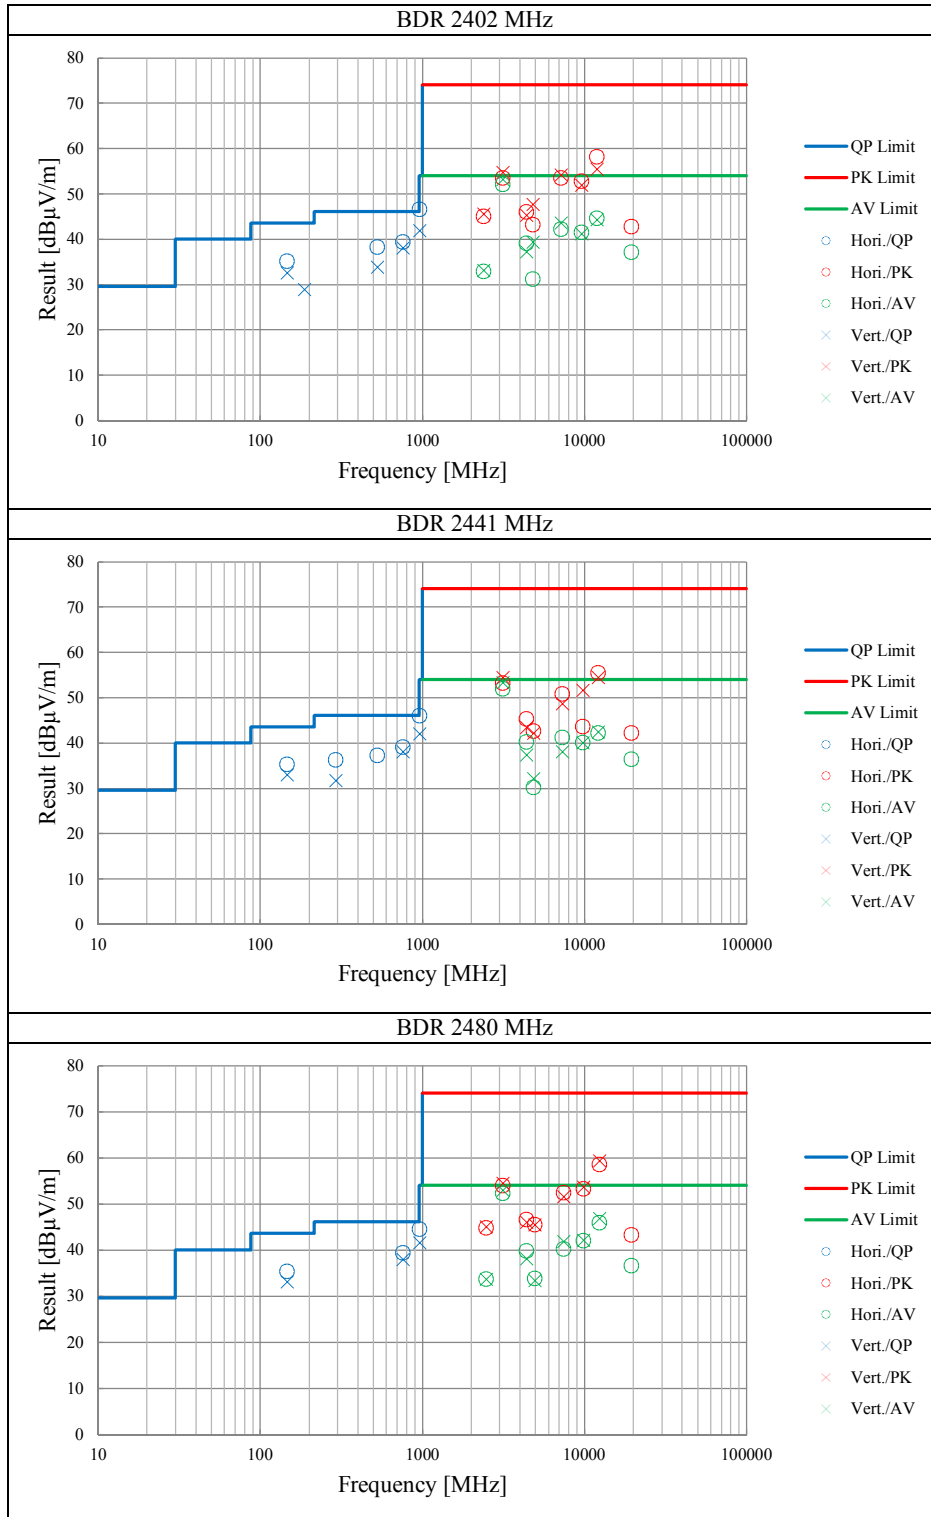 BDR 2402 MHz
80
70
60
50
40
30
20
10
0
Result [dBµV/m]
10 100 1000 10000 100000
Frequency [MHz]
QP Limit
PK Limit
AV Limit
Hori./QP
Hori./PK
Hori./AV
Vert./QP
Vert./PK
Vert./AV
BDR 2441 MHz
80
70
60
50
40
30
20
10
0
Result [dBµV/m]
10 100 1000 10000 100000
Frequency [MHz]
QP Limit
PK Limit
AV Limit
Hori./QP
Hori./PK
Hori./AV
Vert./QP
Vert./PK
Vert./AV
BDR 2480 MHz
80
70
60
50
40
30
20
10
0
Result [dBµV/m]
10 100 1000 10000 100000
Frequency [MHz]
QP Limit
PK Limit
AV Limit
Hori./QP
Hori./PK
Hori./AV
Vert./QP
Vert./PK
Vert./AV